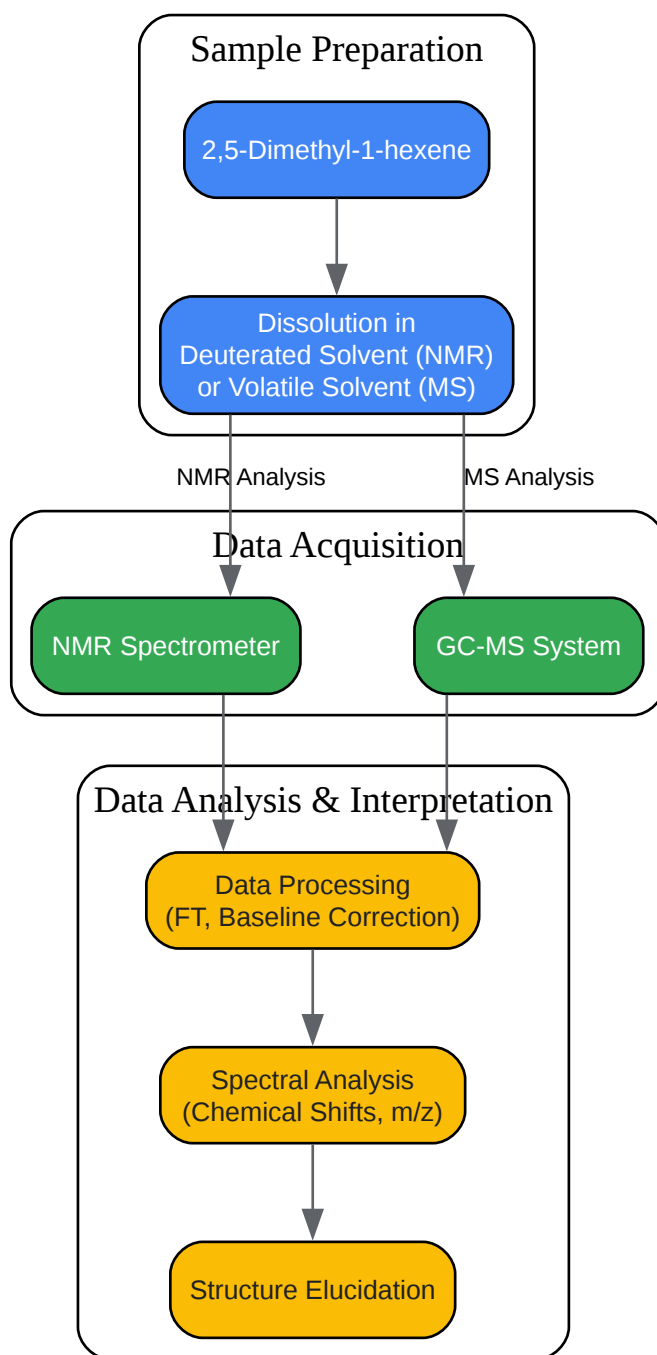 Sample Preparation
2,5-Dimethyl-1-hexene
Dissolution in
Deuterated Solvent (NMR)
or Volatile Solvent (MS)
NMR Analysis
MS Analysis
Data Acquisition
NMR Spectrometer
GC-MS System
Data Analysis & Interpretation
Data Processing
(FT, Baseline Correction)
Spectral Analysis
(Chemical Shifts, m/z)
Structure Elucidation